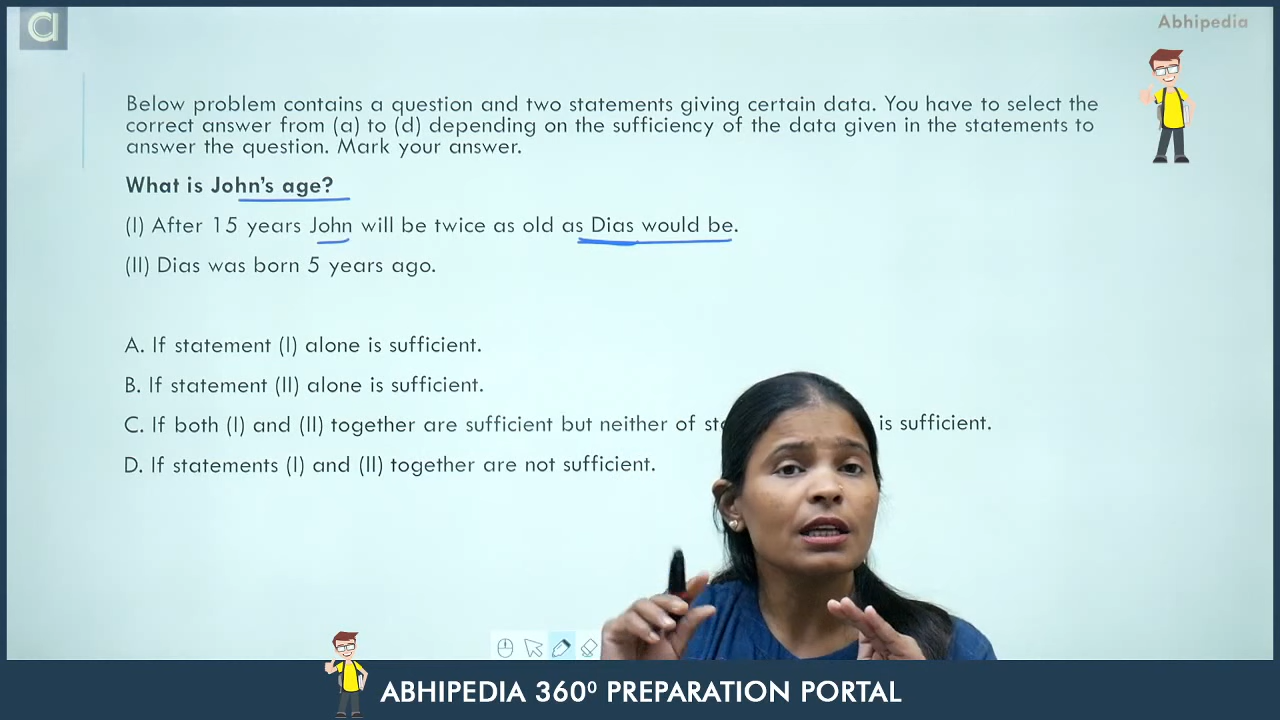 Abhipedia
Below problem contains a question and two statements giving certain data. You have to select the
correct answer from (a) to (d) depending on the sufficiency of the data given in the statements to
answer the question. Mark your answer.
What is John's age?
(I) After 15 years John will be twice as old as Dias would be.
(II) Dias was born 5 years ago.
A. If statement (I) alone is sufficient.
B. If statement (II) alone is sufficient.
C. If both (I) and (II) together are sufficient but neither of is sufficient.
D. If statements (I) and (II) together are not sufficient.
ABHIPEDIA 360⁰ PREPARATION PORTAL